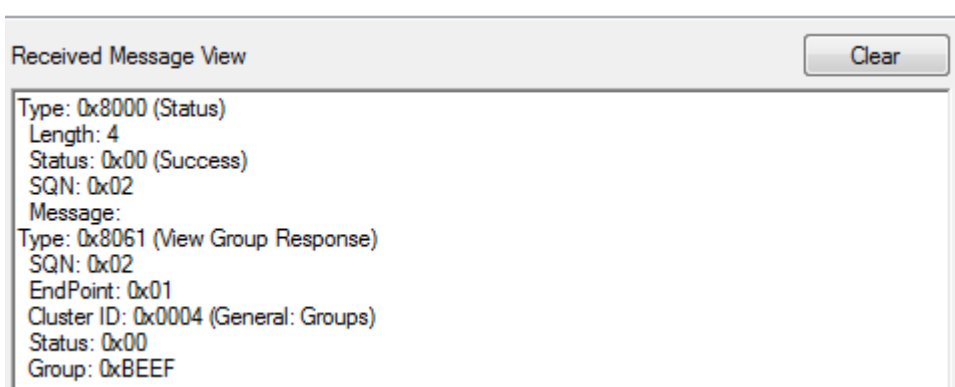 Received Message View
Clear
Type: 0x8000 (Status)
Length: 4
Status: 0x00 (Success)
SQN: 0x02
Message:
Type: 0x8061 (View Group Response)
SQN: 0x02
EndPoint: 0x01
Cluster ID: 0x0004 (General: Groups)
Status: 0x00
Group: 0xBEEF